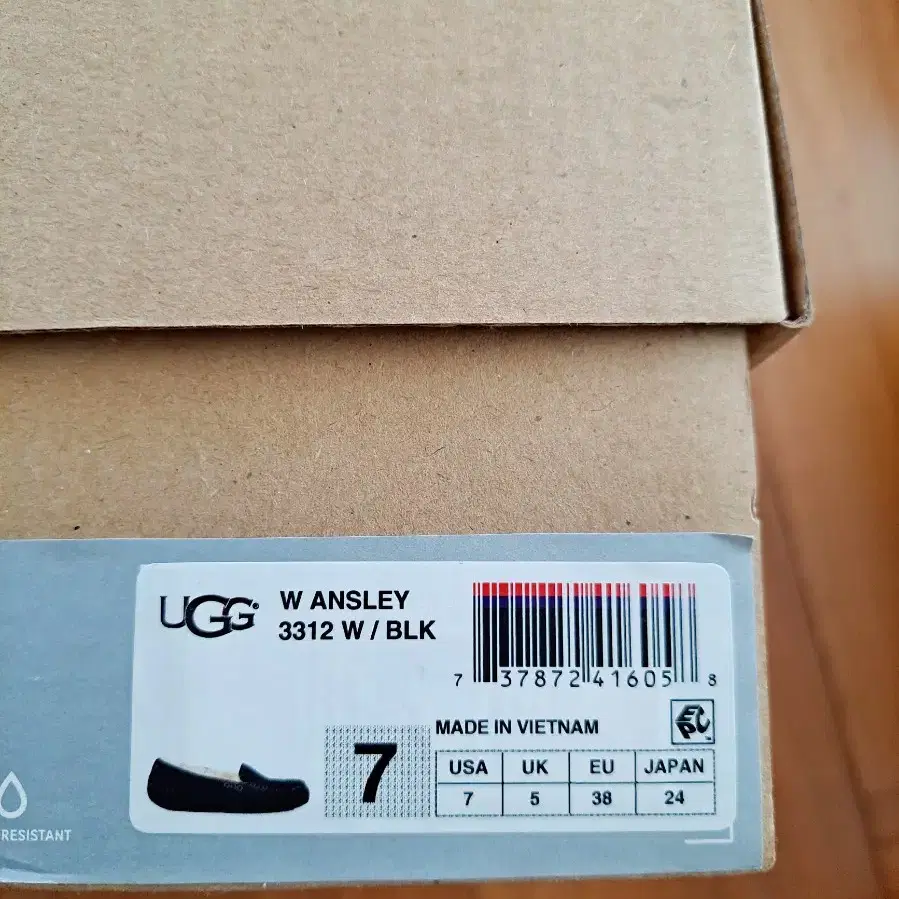 UGG
W ANSLEY
3312 W / BLK
7 37872 41605 8
MADE IN VIETNAM
EPC
7
USA UK EU JAPAN
7 5 38 24
RESISTANT